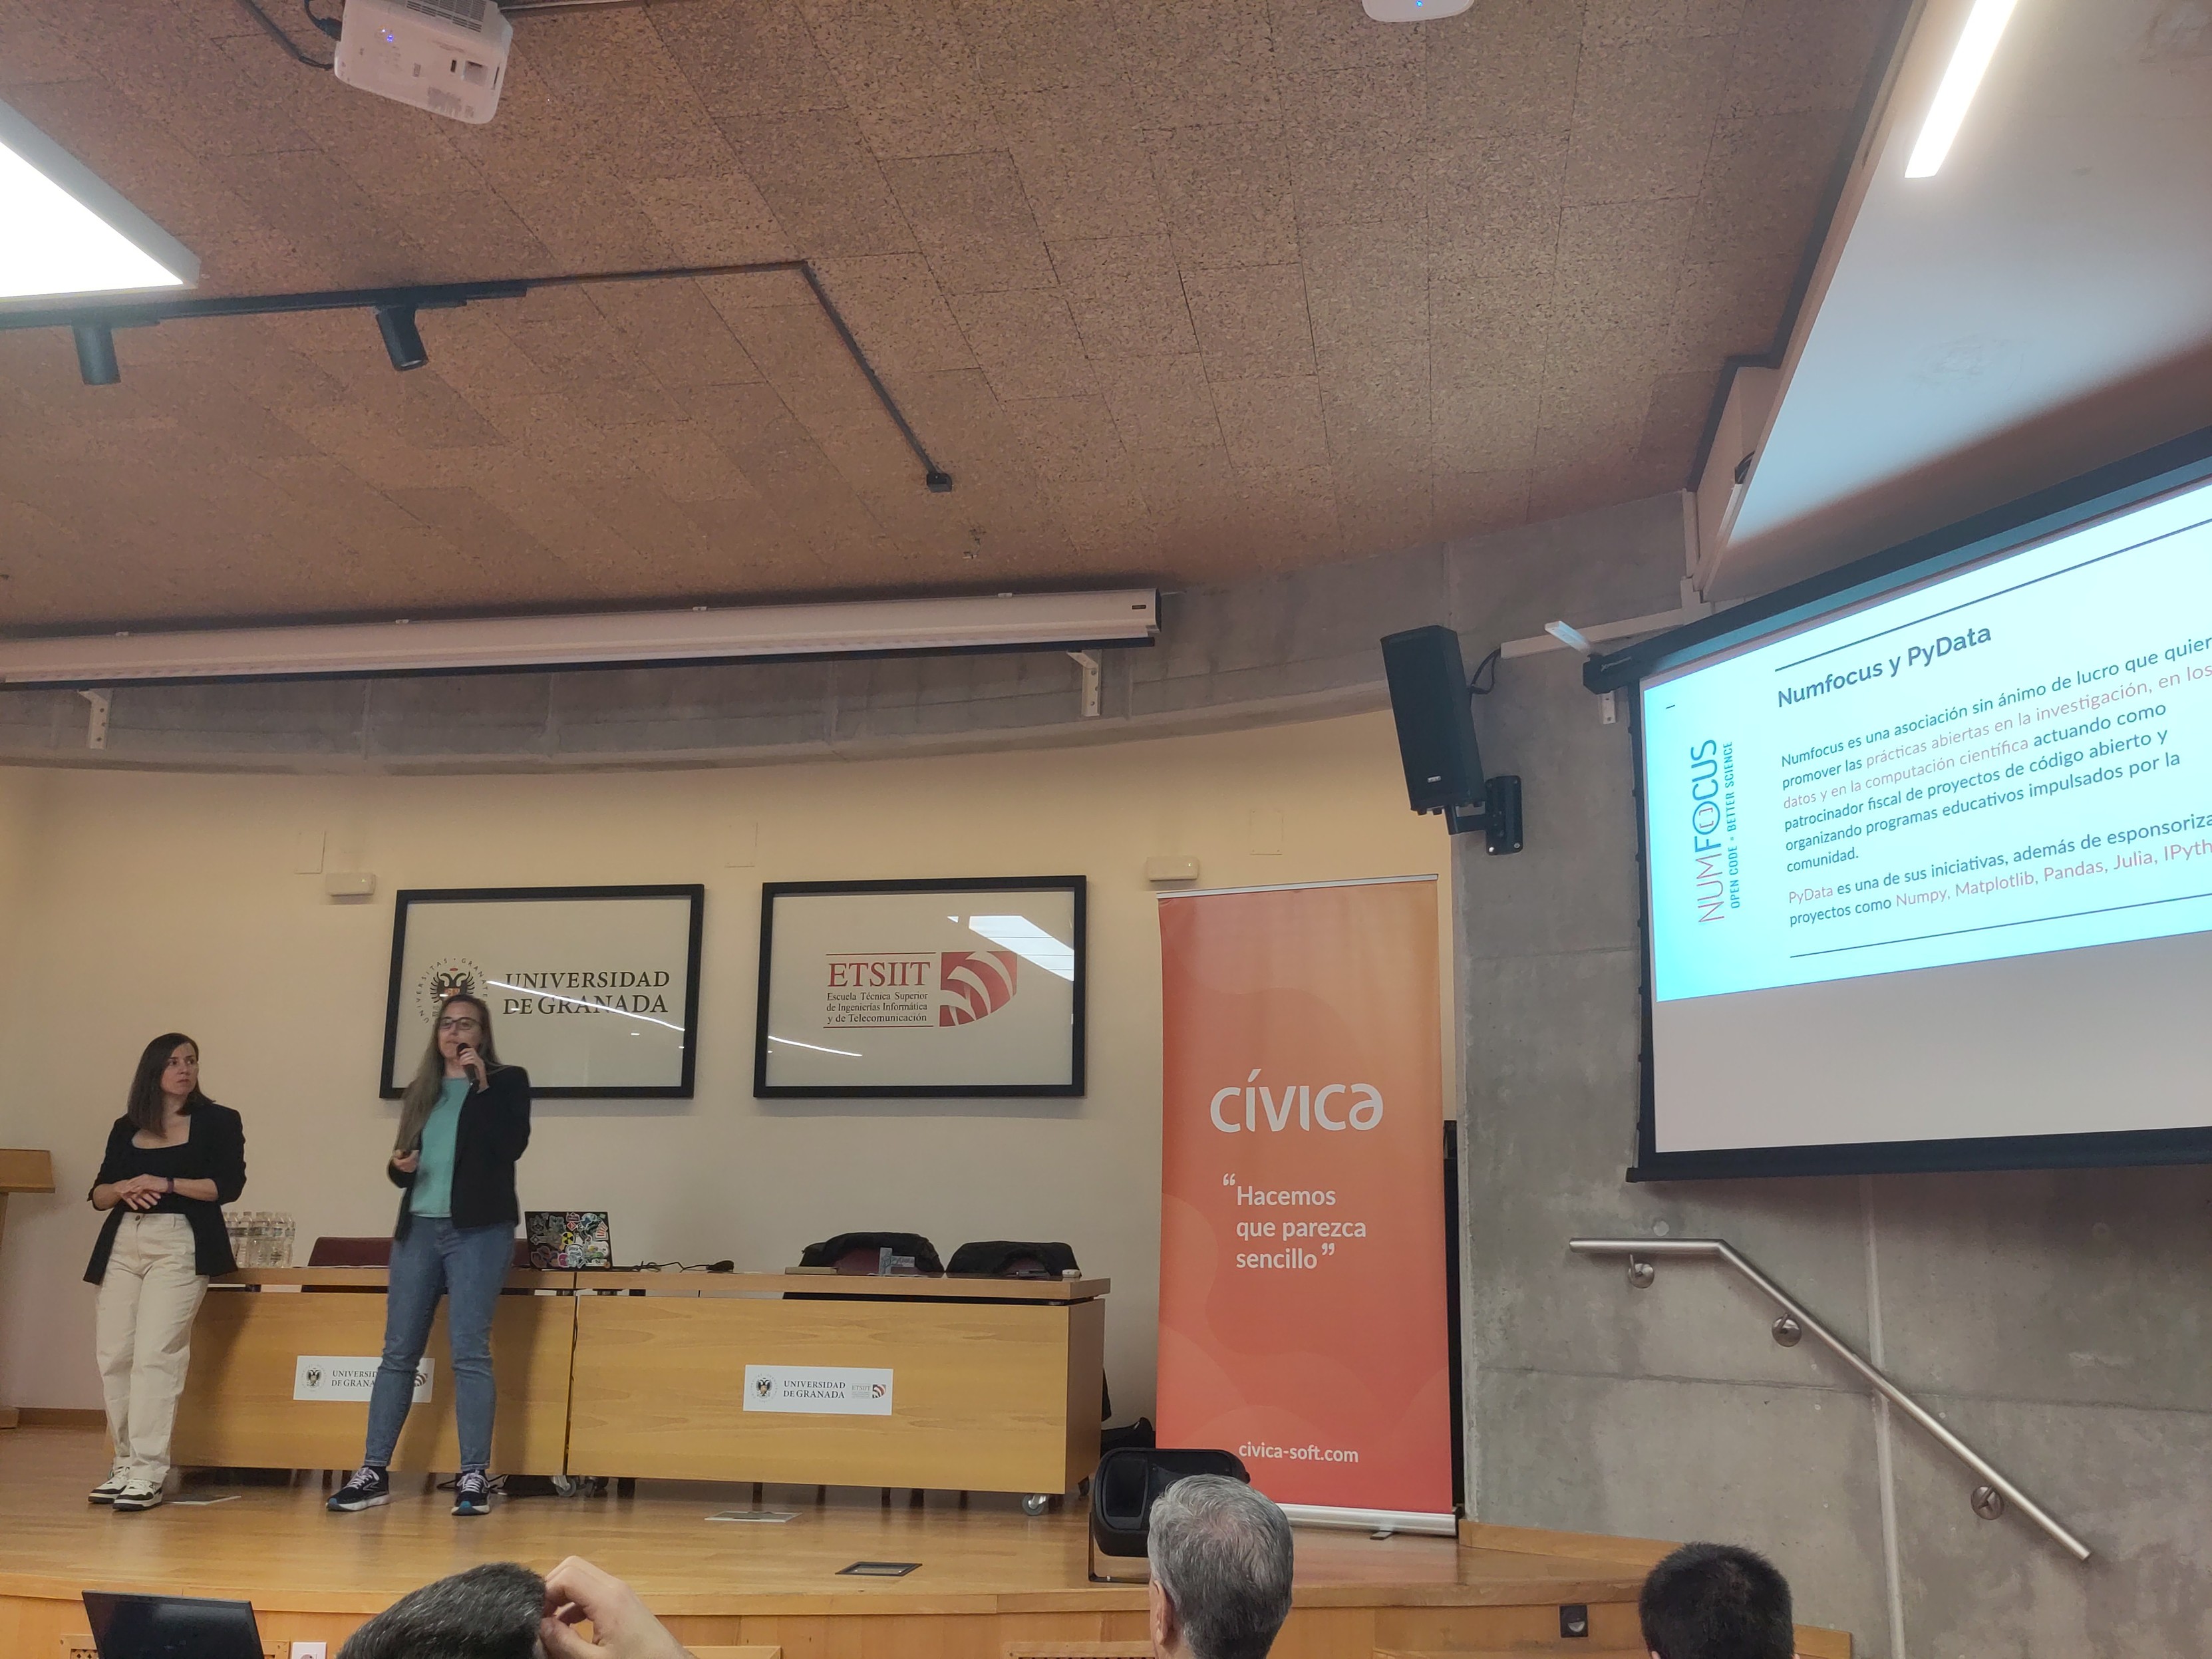 Numfocus y PyData
Numfocus es una asociación sin ánimo de lucro que quier
promover las prácticas abiertas en la investigación, en los
datos y en la computación científica actuando como
patrocinador fiscal de proyectos de código abierto y
organizando programas educativos impulsados por la
comunidad.
PyData es una de sus iniciativas, además de esponsoriza
proyectos como Numpy, Matplotlib, Pandas, Julia, IPyth
NUMFOCUS
OPEN CODE = BETTER SCIENCE
UNIVERSIDAD
DE GRANADA
ETSIIT
Escuela Técnica Superior
de Ingenierías Informática
y de Telecomunicación
cívica
“Hacemos
que parezca
sencillo”
civica-soft.com
UNIVERSID
DE GRANA
UNIVERSIDAD
DE GRANADA
ETSIIT